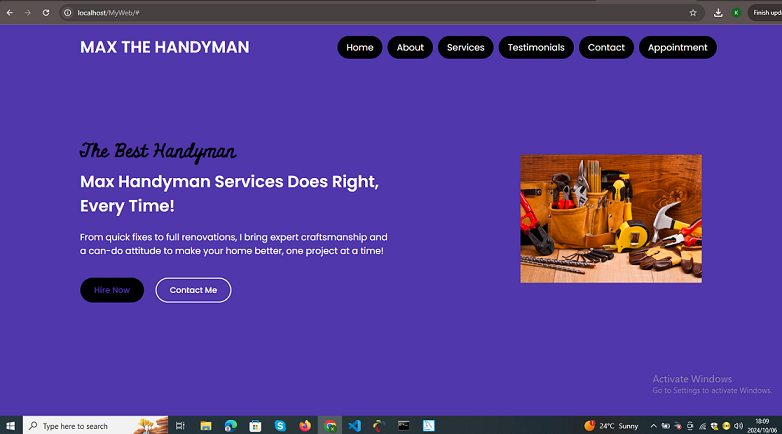 localhost/MyWeb/#
Finish upd
MAX THE HANDYMAN
Home
About
Services
Testimonials
Contact
Appointment
The Best Handyman
Max Handyman Services Does Right,
Every Time!
From quick fixes to full renovations, I bring expert craftsmanship and
a can-do attitude to make your home better, one project at a time!
Hire Now
Contact Me
Activate Windows
Go to Settings to activate Windows.
Type here to search
24°C Sunny
18:09
2024/10/06